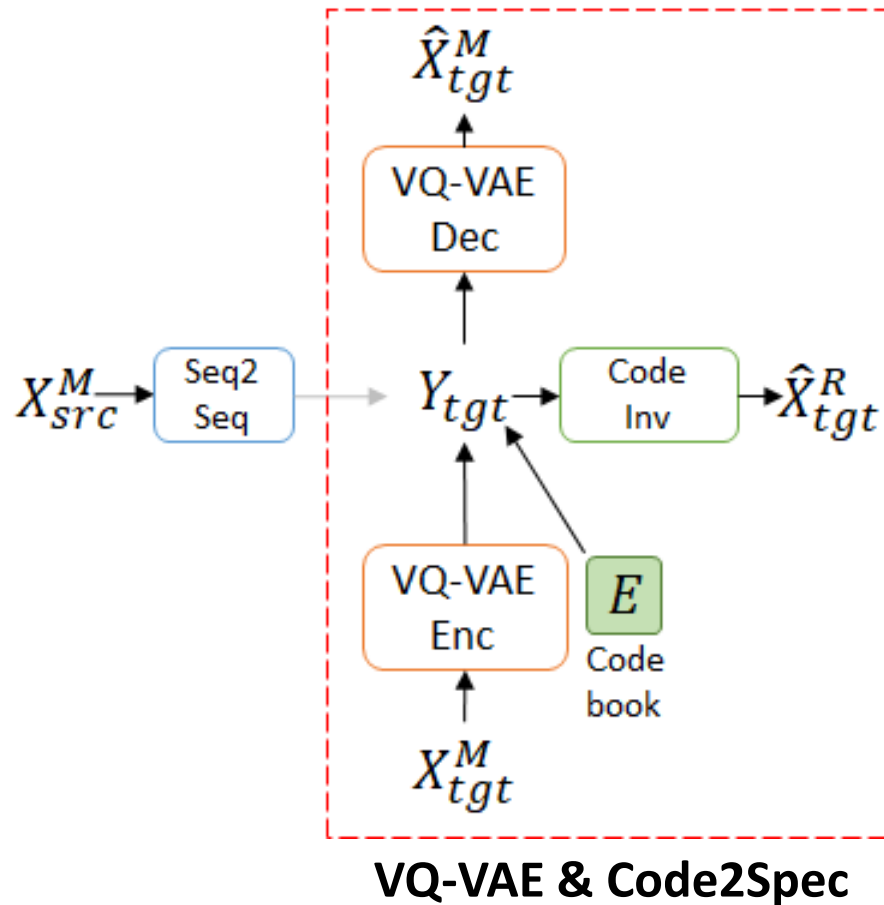 X̂^M_tgt
VQ-VAE
Dec
X^M_src
Seq2
Seq
Y_tgt
Code
Inv
X̂^R_tgt
VQ-VAE
Enc
E
Code
book
X^M_tgt
VQ-VAE & Code2Spec